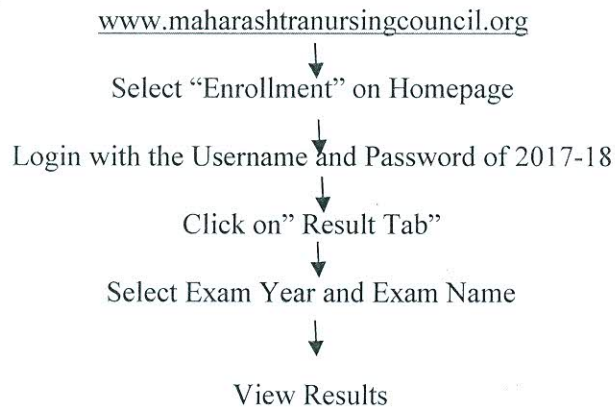 www.maharashtranursingcouncil.org
Select “Enrollment” on Homepage
Login with the Username and Password of 2017-18
Click on” Result Tab”
Select Exam Year and Exam Name
View Results